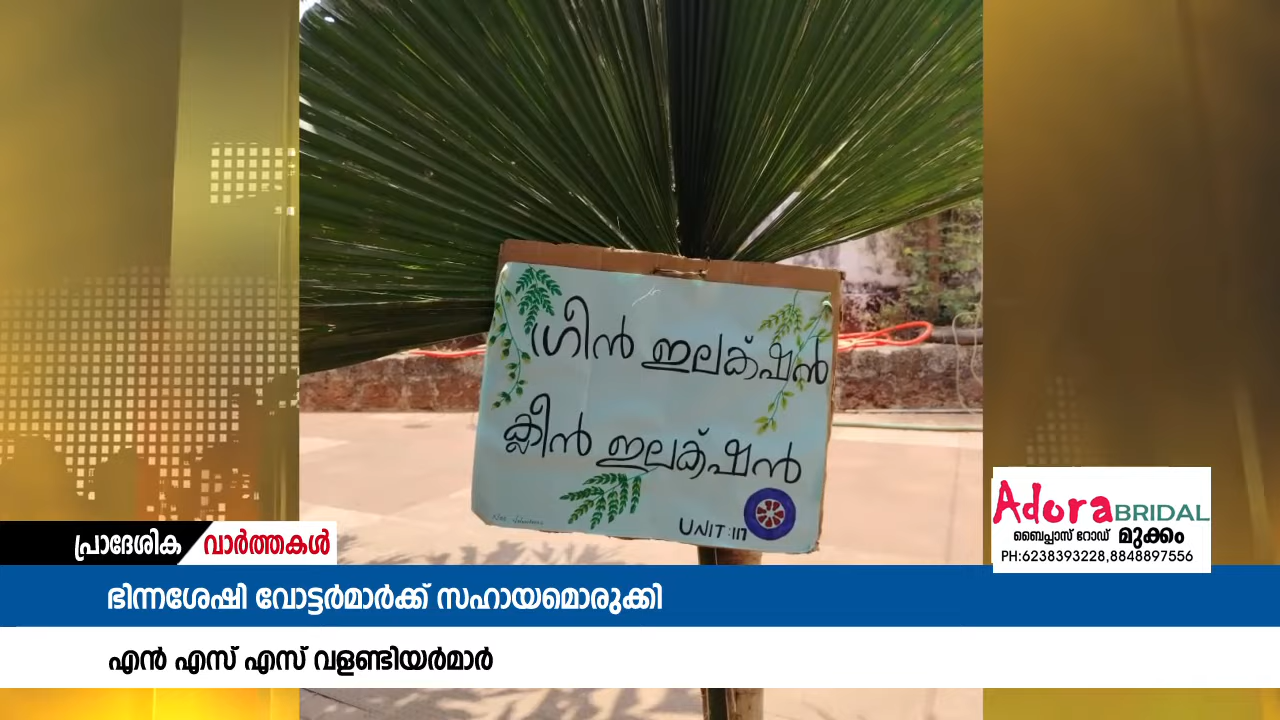 ഗ്രീൻ ഇലക്ഷൻ
ക്ലീൻ ഇലക്ഷൻ
UNIT:117
Adora BRIDAL
ബൈപ്പാസ് റോഡ് മുക്കം
PH:6238393228,8848897556
പ്രാദേശിക വാർത്തകൾ
ഭിന്നശേഷി വോട്ടർമാർക്ക് സഹായമൊരുക്കി
എൻ എസ് എസ് വളണ്ടിയർമാർ